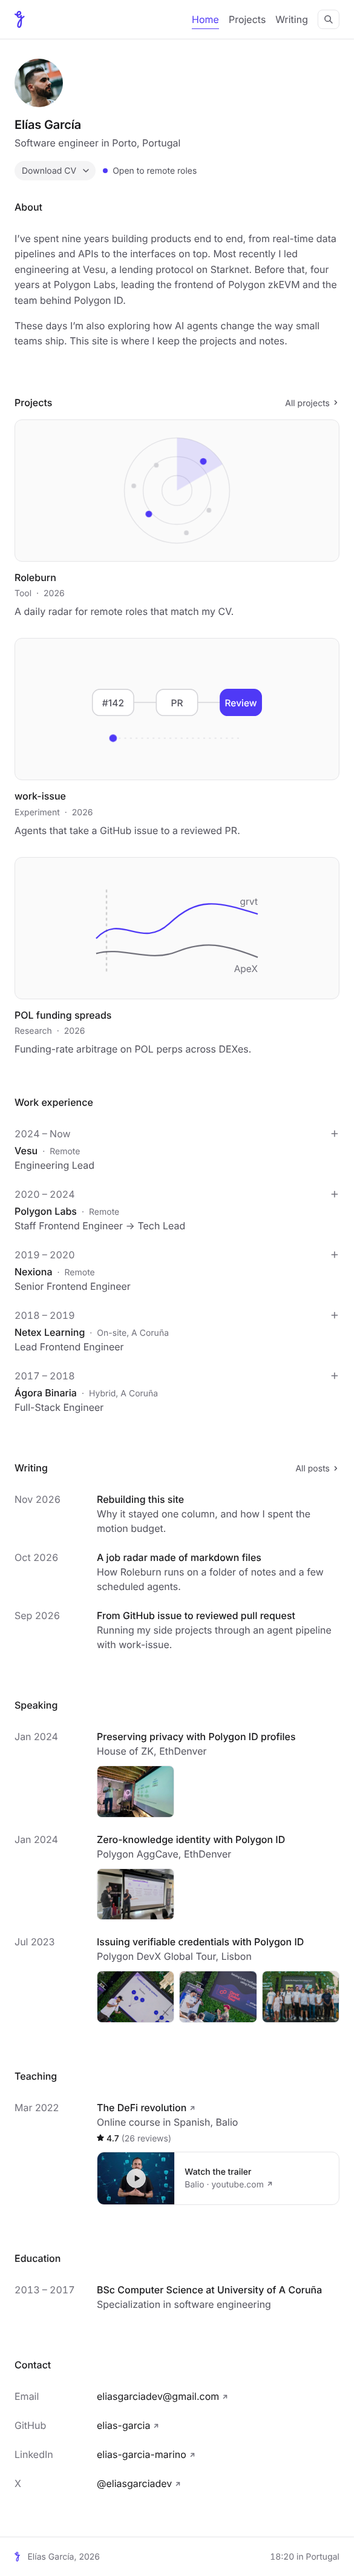 Home Projects Writing
Elías García
Software engineer in Porto, Portugal
Download CV
Open to remote roles
About
I've spent nine years building products end to end, from real-time data
pipelines and APIs to the interfaces on top. Most recently I led
engineering at Vesu, a lending protocol on Starknet. Before that, four
years at Polygon Labs, leading the frontend of Polygon zkEVM and the
team behind Polygon ID.
These days I'm also exploring how AI agents change the way small
teams ship. This site is where I keep the projects and notes.
Projects
All projects
Roleburn
Tool · 2026
A daily radar for remote roles that match my CV.
#142
PR
Review
work-issue
Experiment · 2026
Agents that take a GitHub issue to a reviewed PR.
grvt
ApeX
POL funding spreads
Research · 2026
Funding-rate arbitrage on POL perps across DEXes.
Work experience
2024 – Now
Vesu · Remote
Engineering Lead
2020 – 2024
Polygon Labs · Remote
Staff Frontend Engineer → Tech Lead
2019 – 2020
Nexiona · Remote
Senior Frontend Engineer
2018 – 2019
Netex Learning · On-site, A Coruña
Lead Frontend Engineer
2017 – 2018
Ágora Binaria · Hybrid, A Coruña
Full-Stack Engineer
Writing
All posts
Nov 2026
Rebuilding this site
Why it stayed one column, and how I spent the
motion budget.
Oct 2026
A job radar made of markdown files
How Roleburn runs on a folder of notes and a few
scheduled agents.
Sep 2026
From GitHub issue to reviewed pull request
Running my side projects through an agent pipeline
with work-issue.
Speaking
Jan 2024
Preserving privacy with Polygon ID profiles
House of ZK, EthDenver
Jan 2024
Zero-knowledge identity with Polygon ID
Polygon AggCave, EthDenver
Jul 2023
Issuing verifiable credentials with Polygon ID
Polygon DevX Global Tour, Lisbon
Teaching
Mar 2022
The DeFi revolution ↗
Online course in Spanish, Balio
★ 4.7 (26 reviews)
Watch the trailer
Balio · youtube.com ↗
Education
2013 – 2017
BSc Computer Science at University of A Coruña
Specialization in software engineering
Contact
Email
eliasgarciadev@gmail.com ↗
GitHub
elias-garcia ↗
LinkedIn
elias-garcia-marino ↗
X
@eliasgarciadev ↗
Elías García, 2026
18:20 in Portugal